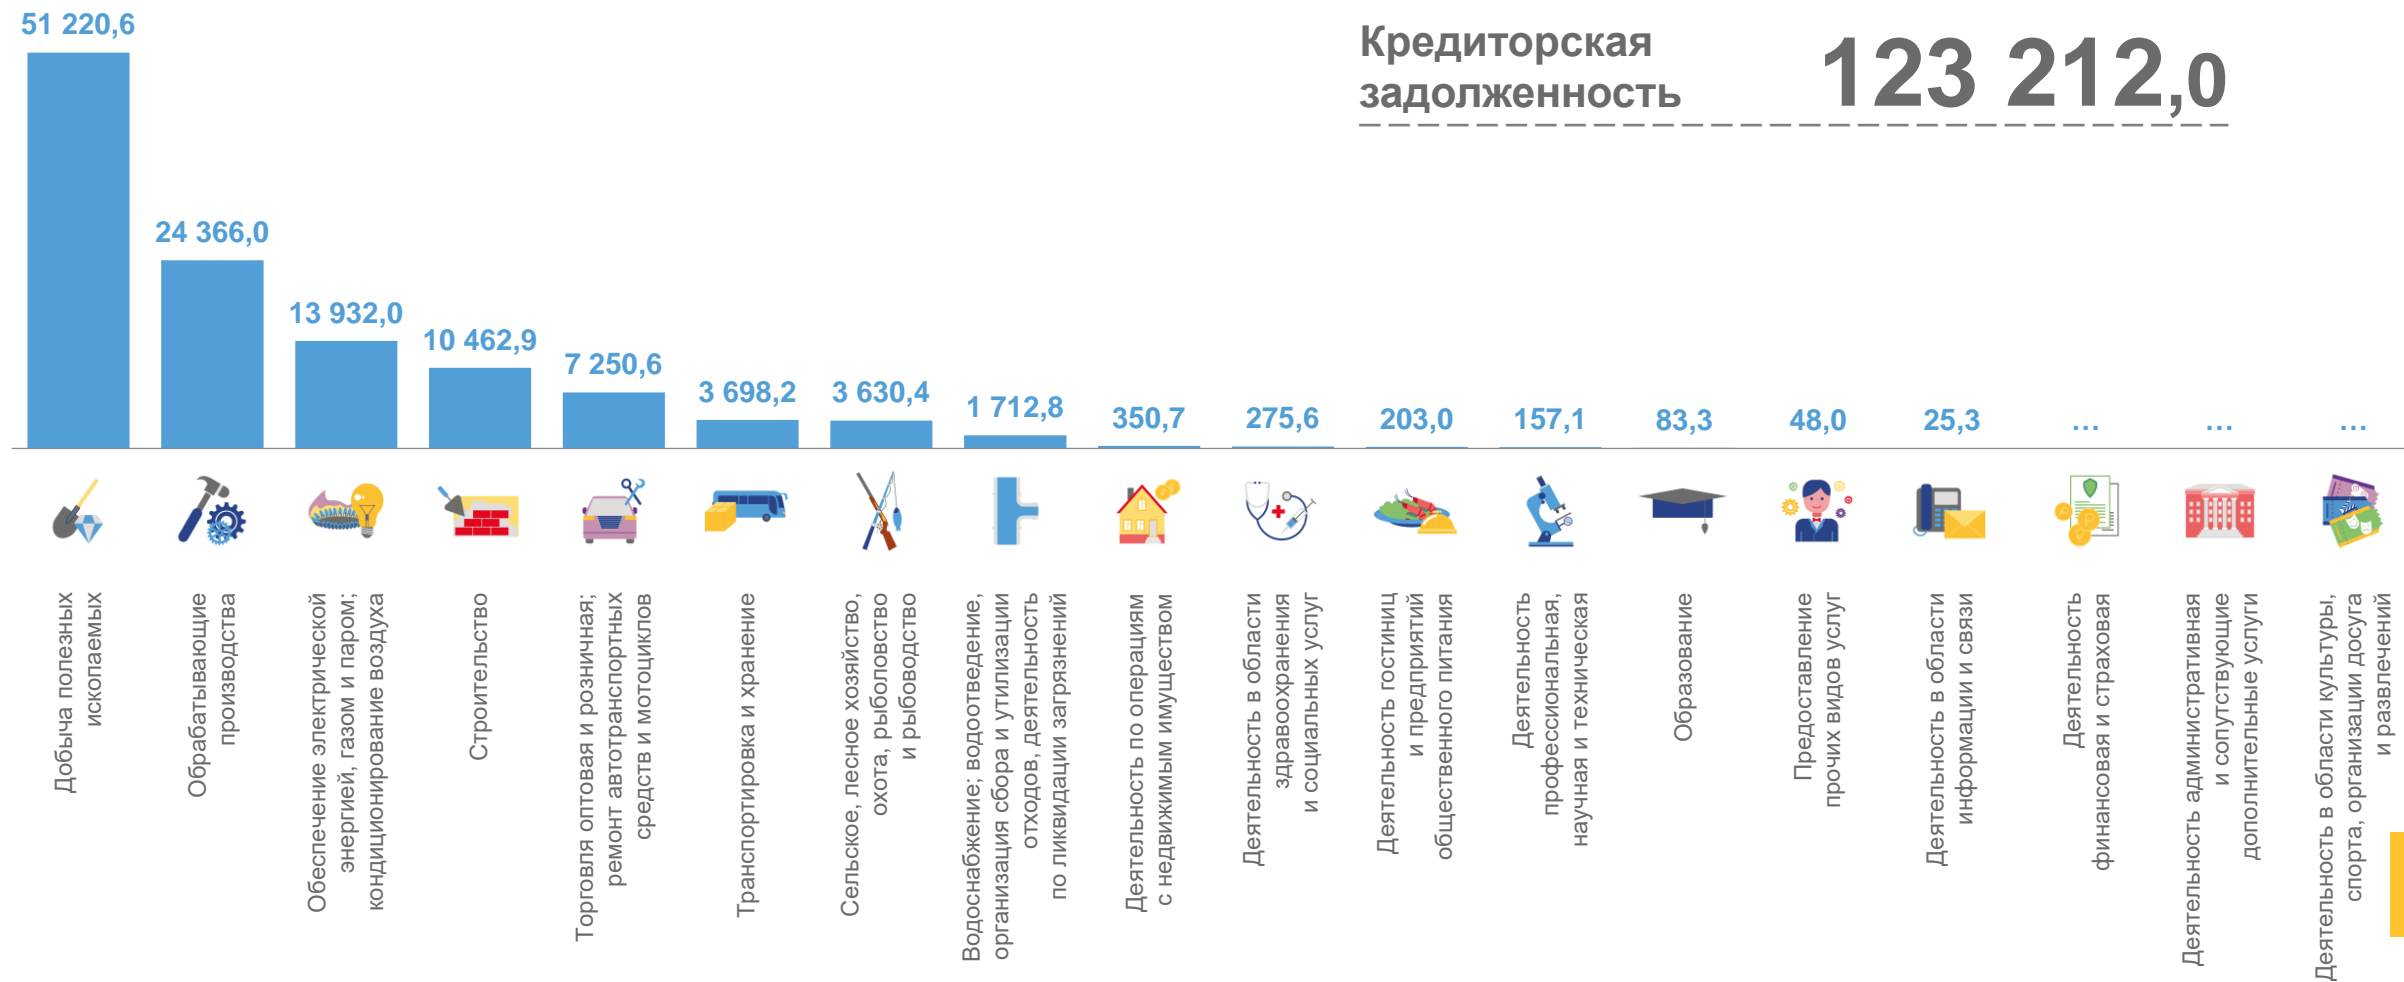 Кредиторская
задолженность
123 212,0
51 220,6
24 366,0
13 932,0
10 462,9
7 250,6
3 698,2
3 630,4
1 712,8
350,7
275,6
203,0
157,1
83,3
48,0
25,3
...
...
...
Добыча полезных
ископаемых
Обрабатывающие
производства
Обеспечение электрической
энергией, газом и паром;
кондиционирование воздуха
Строительство
Торговля оптовая и розничная;
ремонт автотранспортных
средств и мотоциклов
Транспортировка и хранение
Сельское, лесное хозяйство,
охота, рыболовство
и рыбоводство
Водоснабжение; водоотведение,
организация сбора и утилизации
отходов, деятельность
по ликвидации загрязнений
Деятельность по операциям
с недвижимым имуществом
Деятельность в области
здравоохранения
и социальных услуг
Деятельность гостиниц
и предприятий
общественного питания
Деятельность
профессиональная,
научная и техническая
Образование
Предоставление
прочих видов услуг
Деятельность в области
информации и связи
Деятельность
финансовая и страховая
Деятельность административная
и сопутствующие
дополнительные услуги
Деятельность в области культуры,
спорта, организации досуга
и развлечений